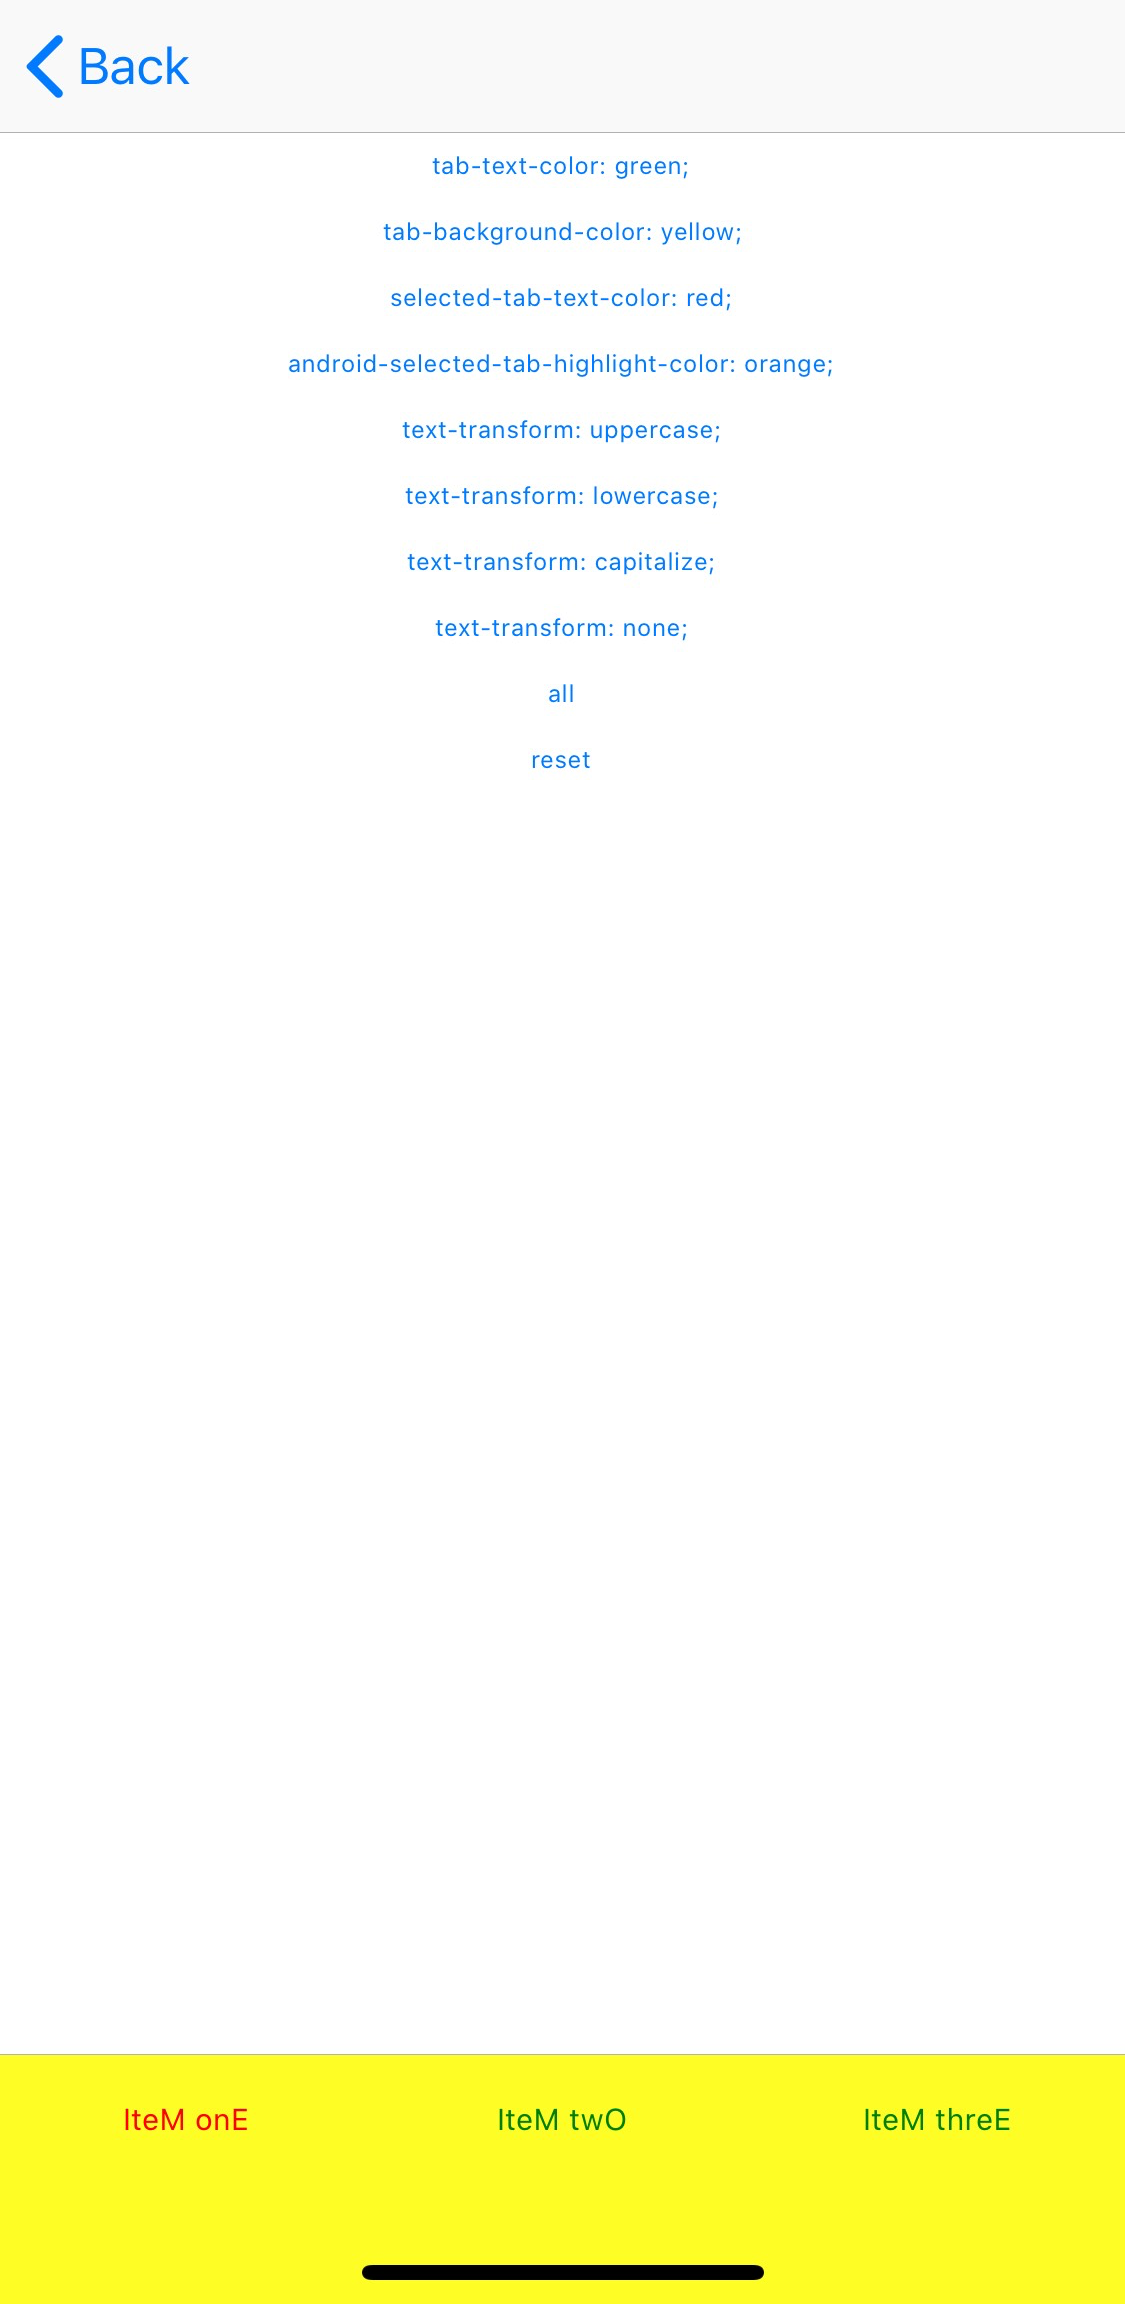 Back
tab-text-color: green;
tab-background-color: yellow;
selected-tab-text-color: red;
android-selected-tab-highlight-color: orange;
text-transform: uppercase;
text-transform: lowercase;
text-transform: capitalize;
text-transform: none;
all
reset
IteM onE IteM twO IteM threE